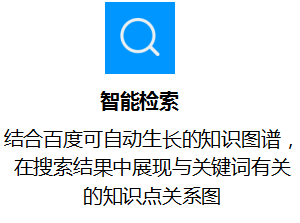 智能检索
结合百度可自动生长的知识图谱，
在搜索结果中展现与关键词有关
的知识点关系图